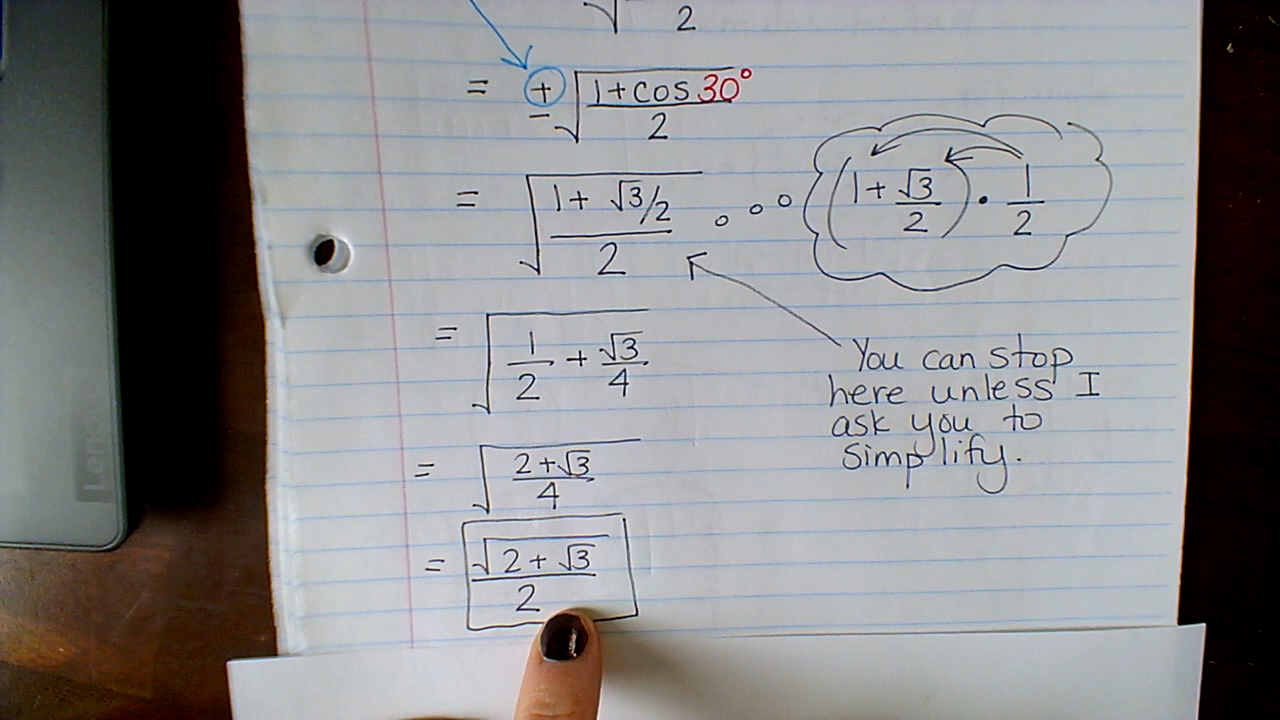 √ 2
= ± √((1 + cos 30°)/2)
= √((1 + √3/2)/2) ∘ ∘ ∘ (1 + √3/2) · 1/2
= √(1/2 + √3/4)
You can stop
here unless I
ask you to
simplify.
= √((2 + √3)/4)
= √(2 + √3)/2
Lenovo